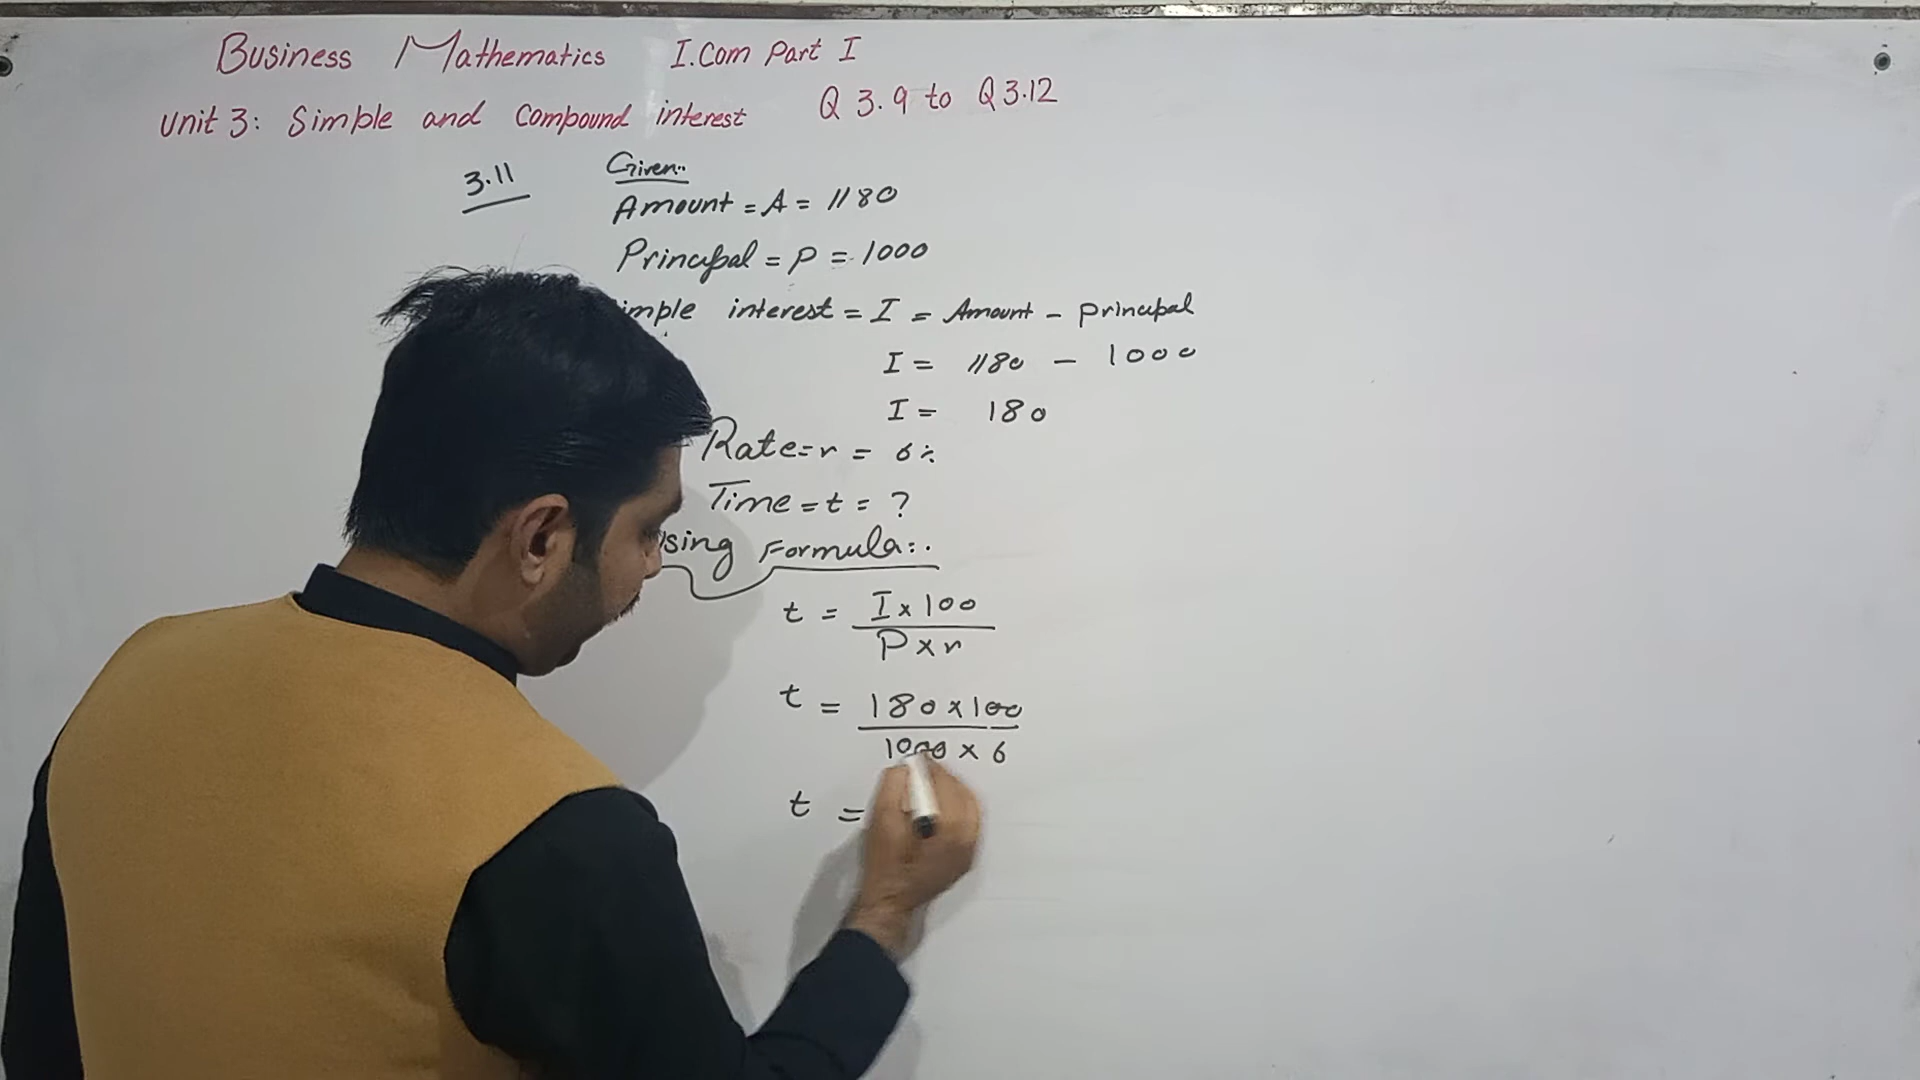 Business Mathematics I.Com Part I
Unit 3: Simple and Compound interest Q 3.9 to Q 3.12
3.11 Given:
Amount = A = 1180
Principal = P = 1000
imple interest = I = Amount - Principal
I = 1180 - 1000
I = 180
Rate = r = 6%
Time = t = ?
sing Formula:.
t = I x 100 / P x r
t = 180 x 100 / 1000 x 6
t =